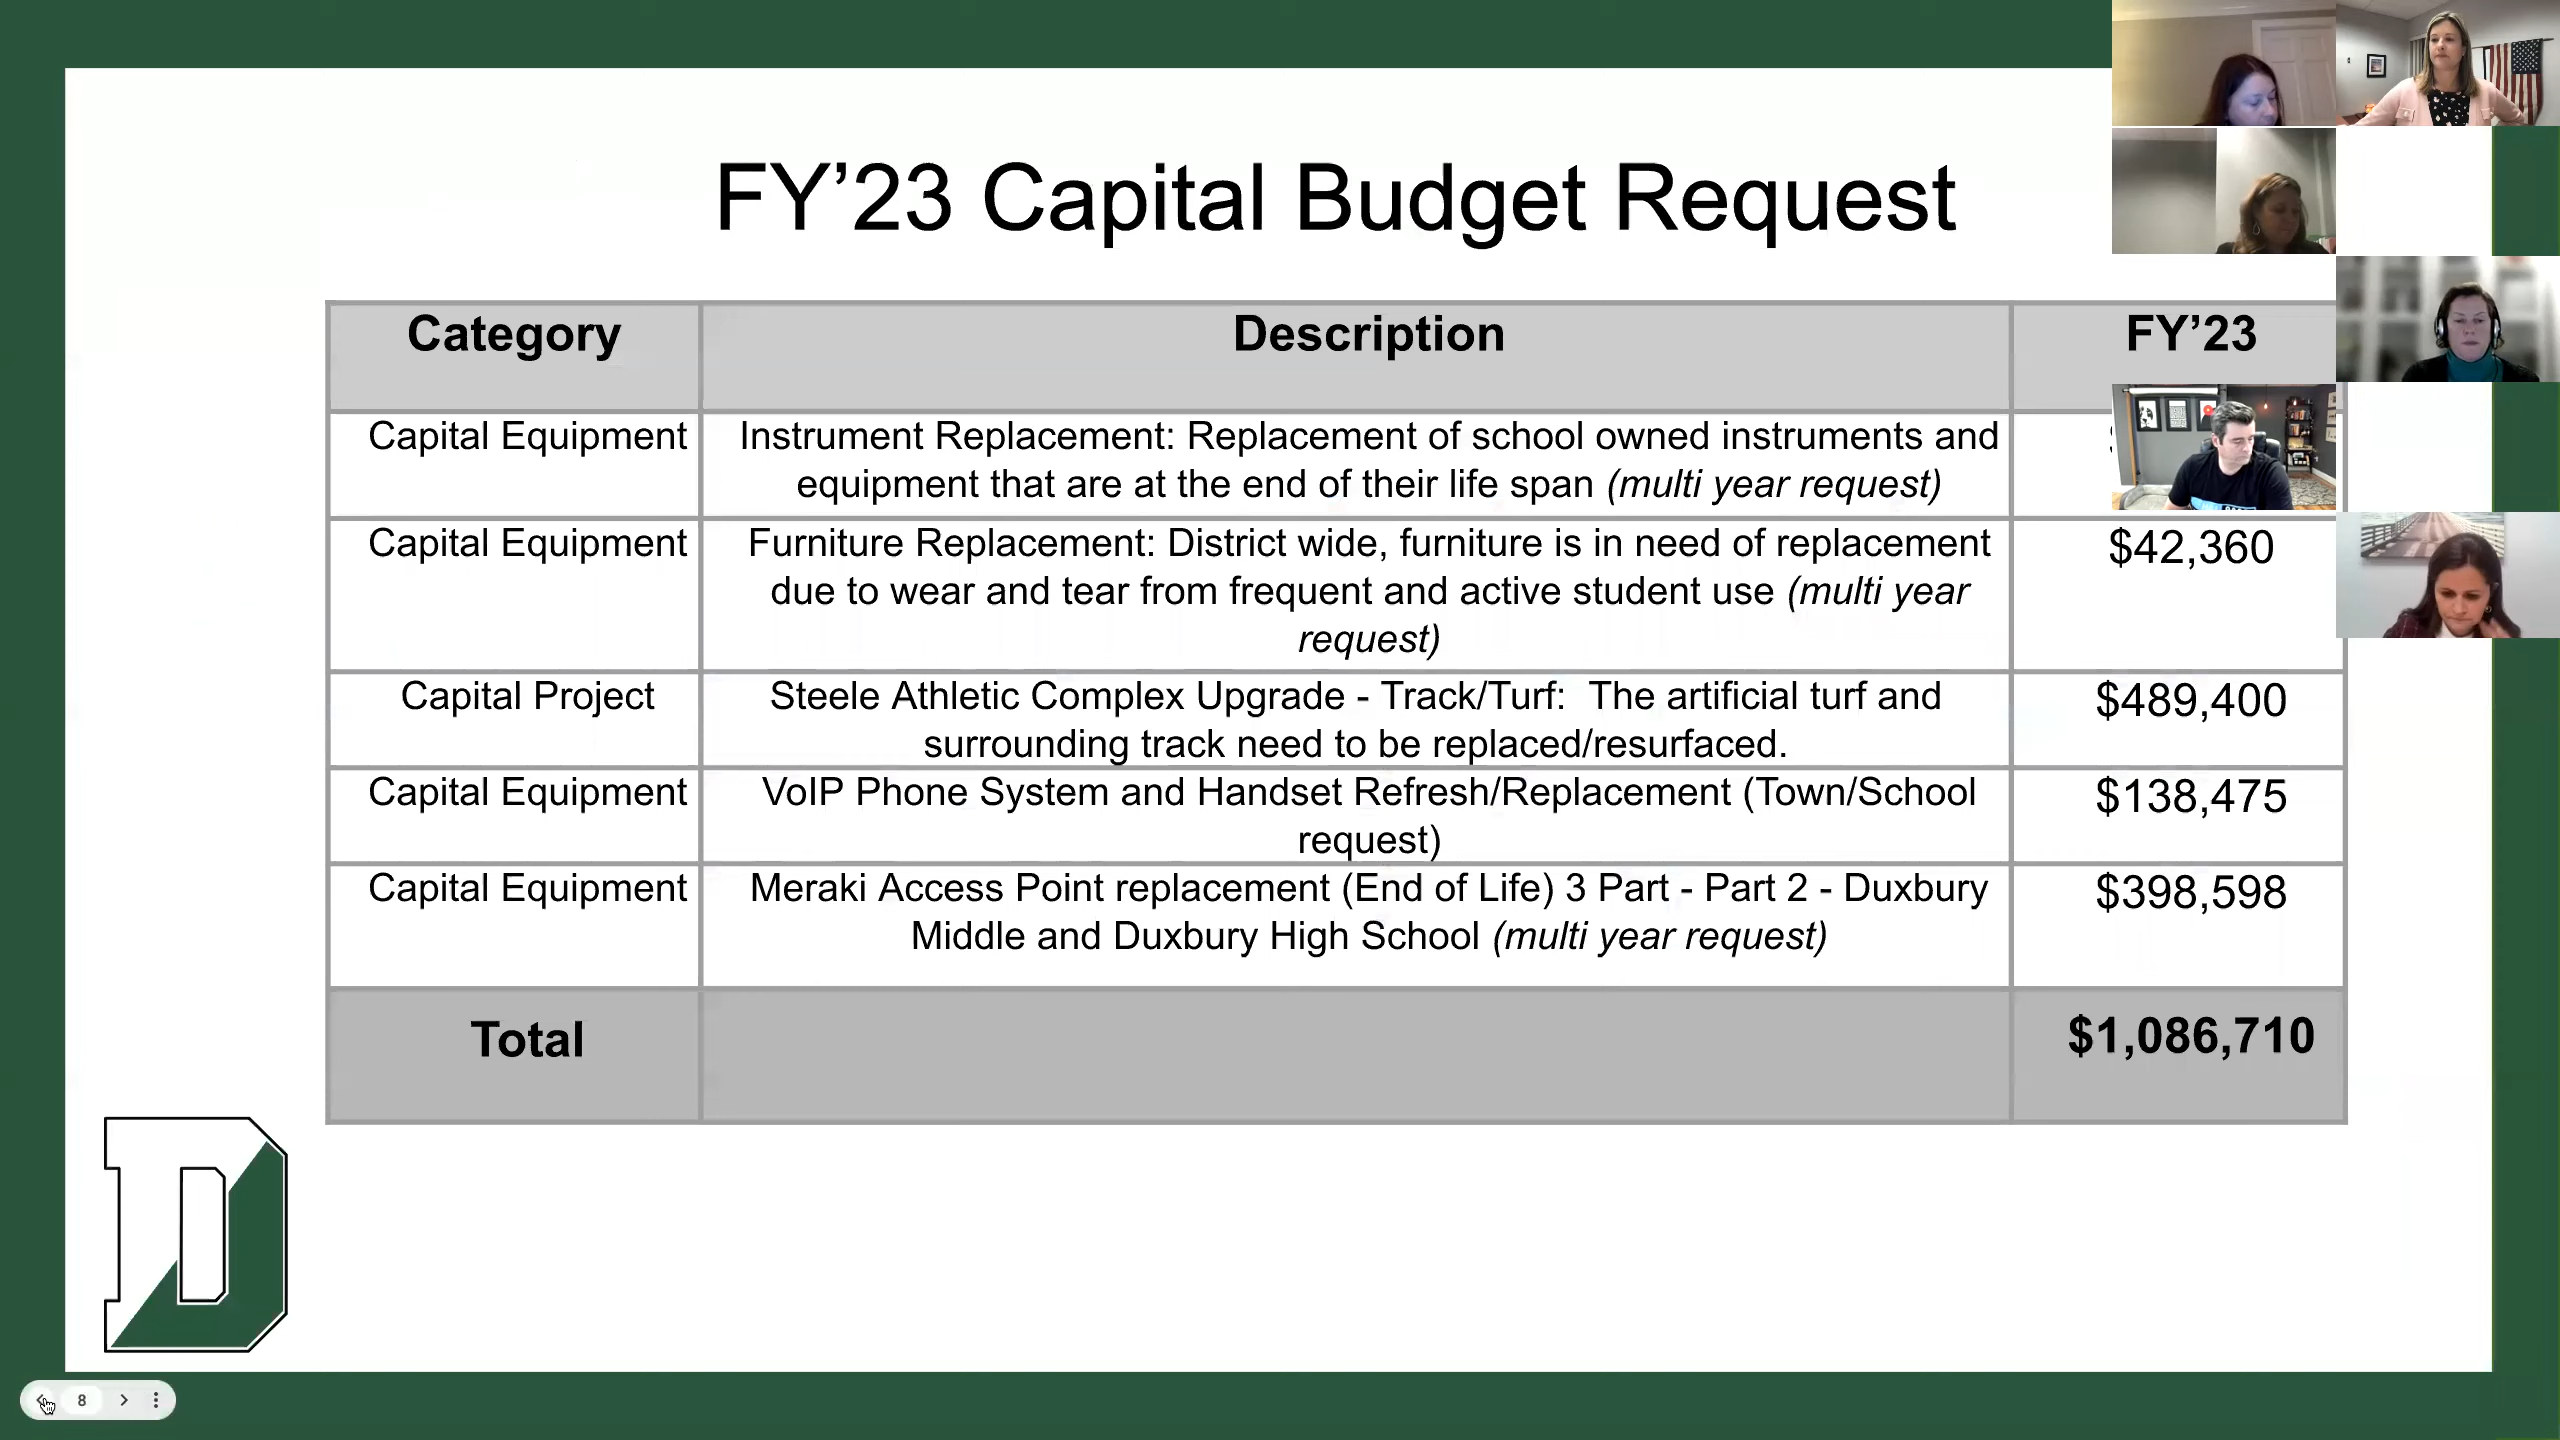 FY’23 Capital Budget Request
Category Description FY’23
Capital Equipment
Instrument Replacement: Replacement of school owned instruments and
equipment that are at the end of their life span (multi year request)
Capital Equipment
Furniture Replacement: District wide, furniture is in need of replacement
due to wear and tear from frequent and active student use (multi year
request)
$42,360
Capital Project
Steele Athletic Complex Upgrade - Track/Turf:  The artificial turf and
surrounding track need to be replaced/resurfaced.
$489,400
Capital Equipment
VoIP Phone System and Handset Refresh/Replacement (Town/School
request)
$138,475
Capital Equipment
Meraki Access Point replacement (End of Life) 3 Part - Part 2 - Duxbury
Middle and Duxbury High School (multi year request)
$398,598
Total $1,086,710
D
8